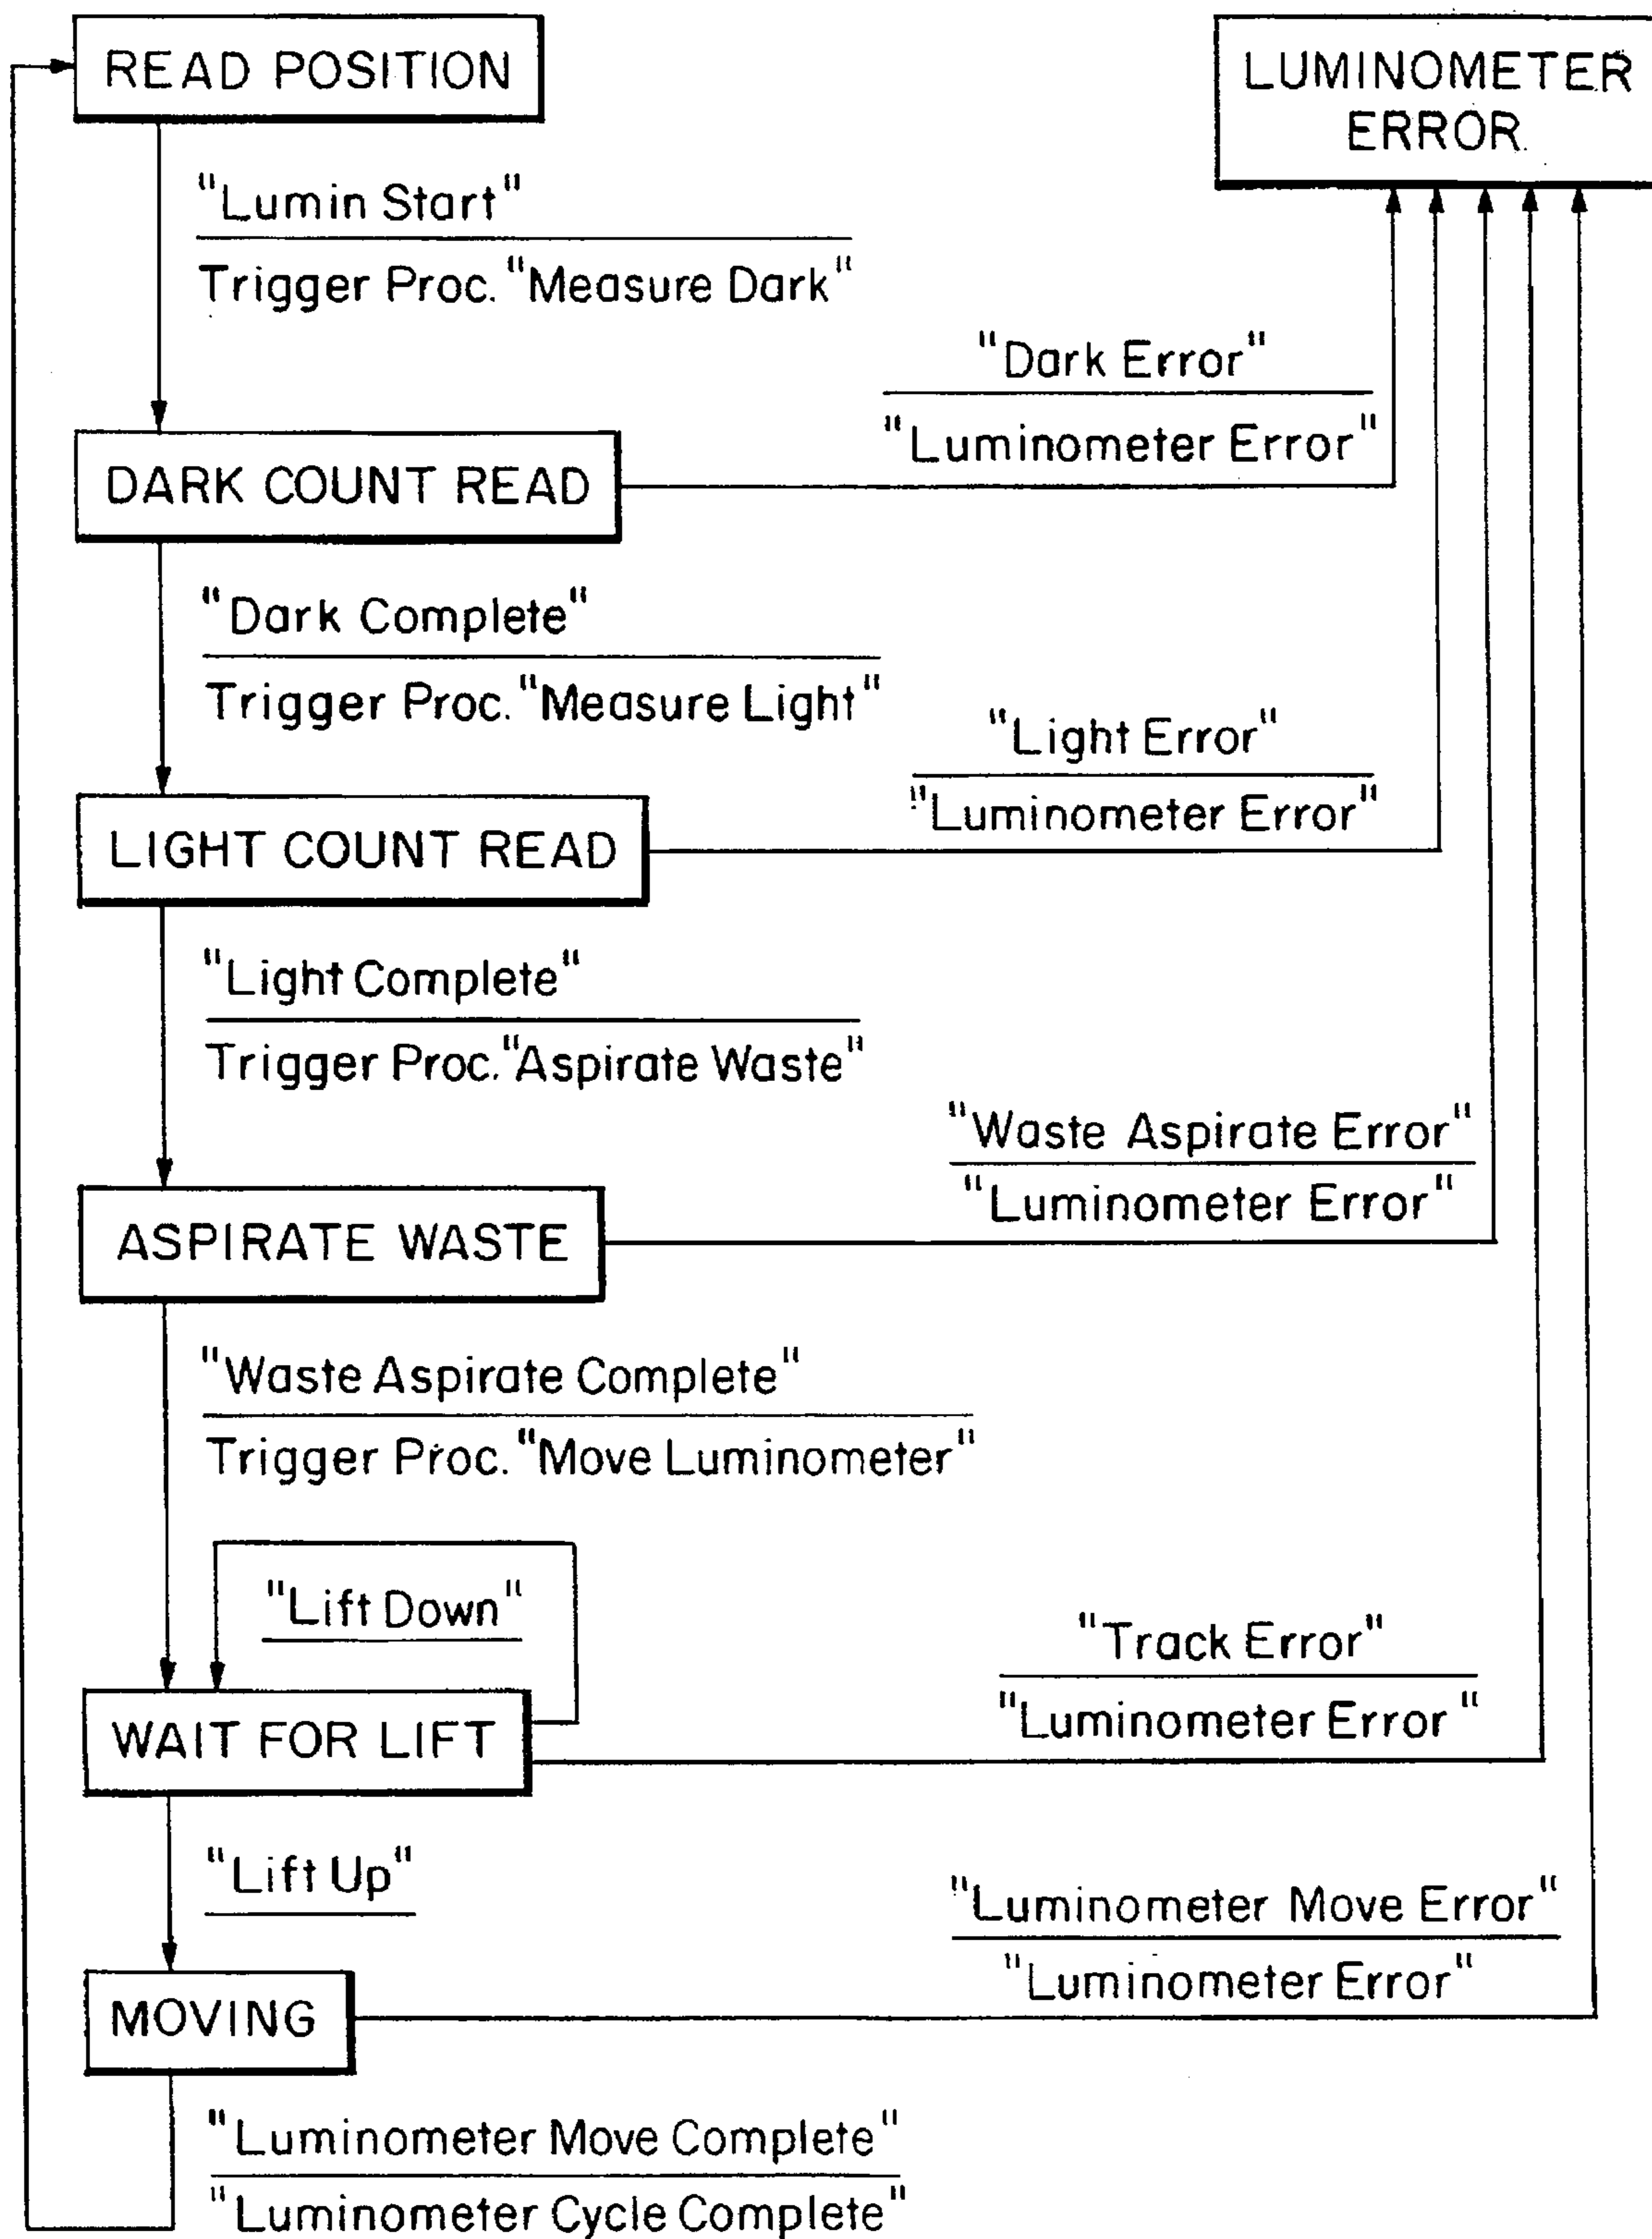 READ POSITION
LUMINOMETER
ERROR
"Lumin Start"
Trigger Proc. "Measure Dark"
"Dark Error"
"Luminometer Error"
DARK COUNT READ
"Dark Complete"
Trigger Proc. "Measure Light"
"Light Error"
"Luminometer Error"
LIGHT COUNT READ
"Light Complete"
Trigger Proc. "Aspirate Waste"
"Waste Aspirate Error"
"Luminometer Error"
ASPIRATE WASTE
"Waste Aspirate Complete"
Trigger Proc. "Move Luminometer"
"Lift Down"
"Track Error"
"Luminometer Error"
WAIT FOR LIFT
"Lift Up"
"Luminometer Move Error"
"Luminometer Error"
MOVING
"Luminometer Move Complete"
"Luminometer Cycle Complete"